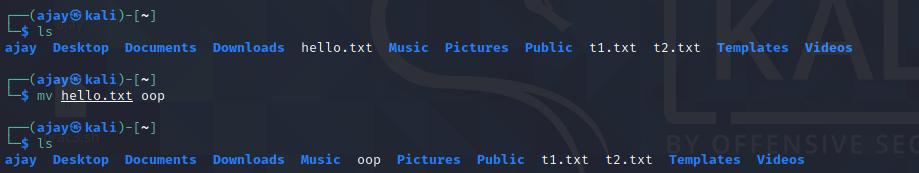 ┌──(ajay㉿kali)-[~]
└─$ ls
ajay Desktop Documents Downloads hello.txt Music Pictures Public t1.txt t2.txt Templates Videos
┌──(ajay㉿kali)-[~]
└─$ mv hello.txt oop
┌──(ajay㉿kali)-[~]
└─$ ls
ajay Desktop Documents Downloads Music oop Pictures Public t1.txt t2.txt Templates Videos
KAL
BY OFFENSIVE SEC